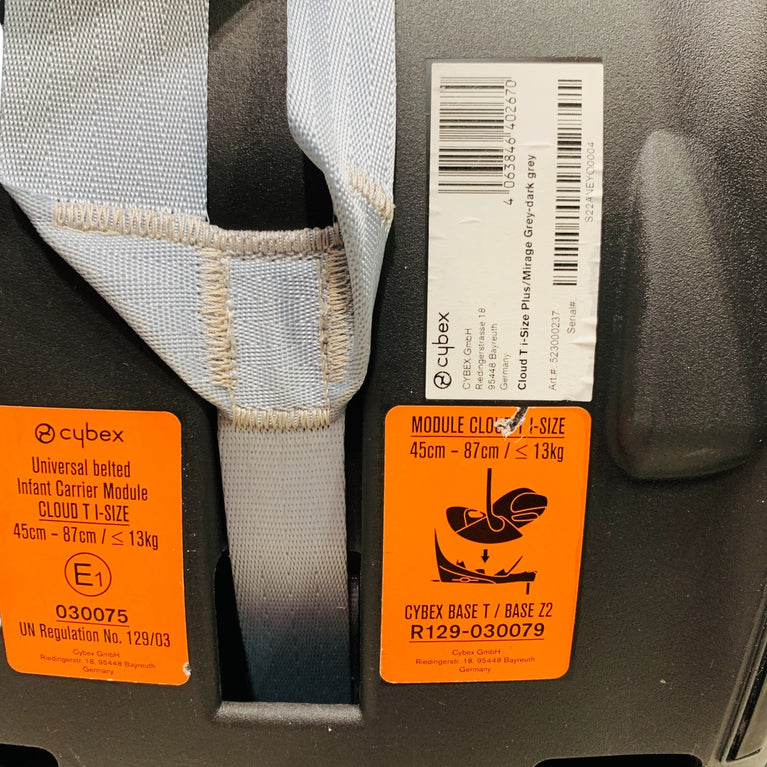 4 063846 402670
S22ANEY00004
cybex
CYBEX GmbH
Riedingerstrasse 18
95448 Bayreuth
Germany
Cloud T i-Size Plus/Mirage Grey-dark grey
Art.#: 523000237
Serial#:
cybex
Universal belted
Infant Carrier Module
CLOUD T I-SIZE
45cm – 87cm / ≤ 13kg
E1
030075
UN Regulation No. 129/03
Cybex GmbH
Riedingerstr. 18, 95448 Bayreuth
Germany
MODULE CLOUD T I-SIZE
45cm – 87cm / ≤ 13kg
CYBEX BASE T / BASE Z2
R129-030079
Cybex GmbH
Riedingerstr. 18, 95448 Bayreuth
Germany